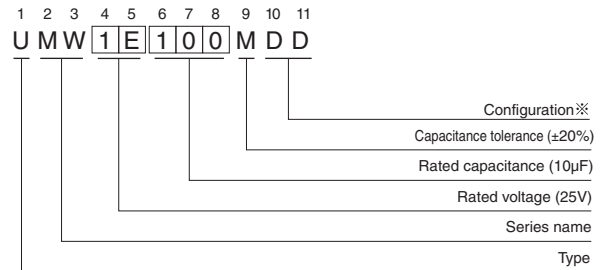 1 2 3 4 5 6 7 8 9 10 11
U M W 1 E 1 0 0 M D D
Configuration※
Capacitance tolerance (±20%)
Rated capacitance (10µF)
Rated voltage (25V)
Series name
Type